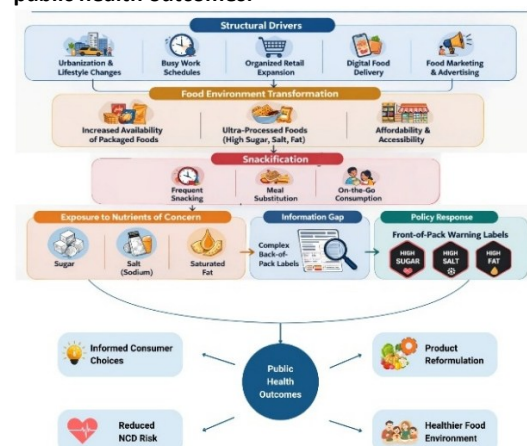 public health outcomes.
Structural Drivers
Urbanization &
Lifestyle Changes
Busy Work
Schedules
Organized Retail
Expansion
Digital Food
Delivery
Food Marketing
& Advertising
Food Environment Transformation
Increased Availability
of Packaged Foods
Ultra-Processed Foods
(High Sugar, Salt, Fat)
Affordability &
Accessibility
Snackification
Frequent
Snacking
Meal
Substitution
On-the-Go
Consumption
Exposure to Nutrients of Concern
Sugar
Salt
(Sodium)
Saturated
Fat
Information Gap
Complex
Back-of-
Pack Labels
Policy Response
Front-of-Pack Warning Labels
HIGH
SUGAR
HIGH
SALT
HIGH
FAT
Informed Consumer
Choices
Product
Reformulation
Public
Health
Outcomes
Reduced
NCD Risk
Healthier Food
Environment